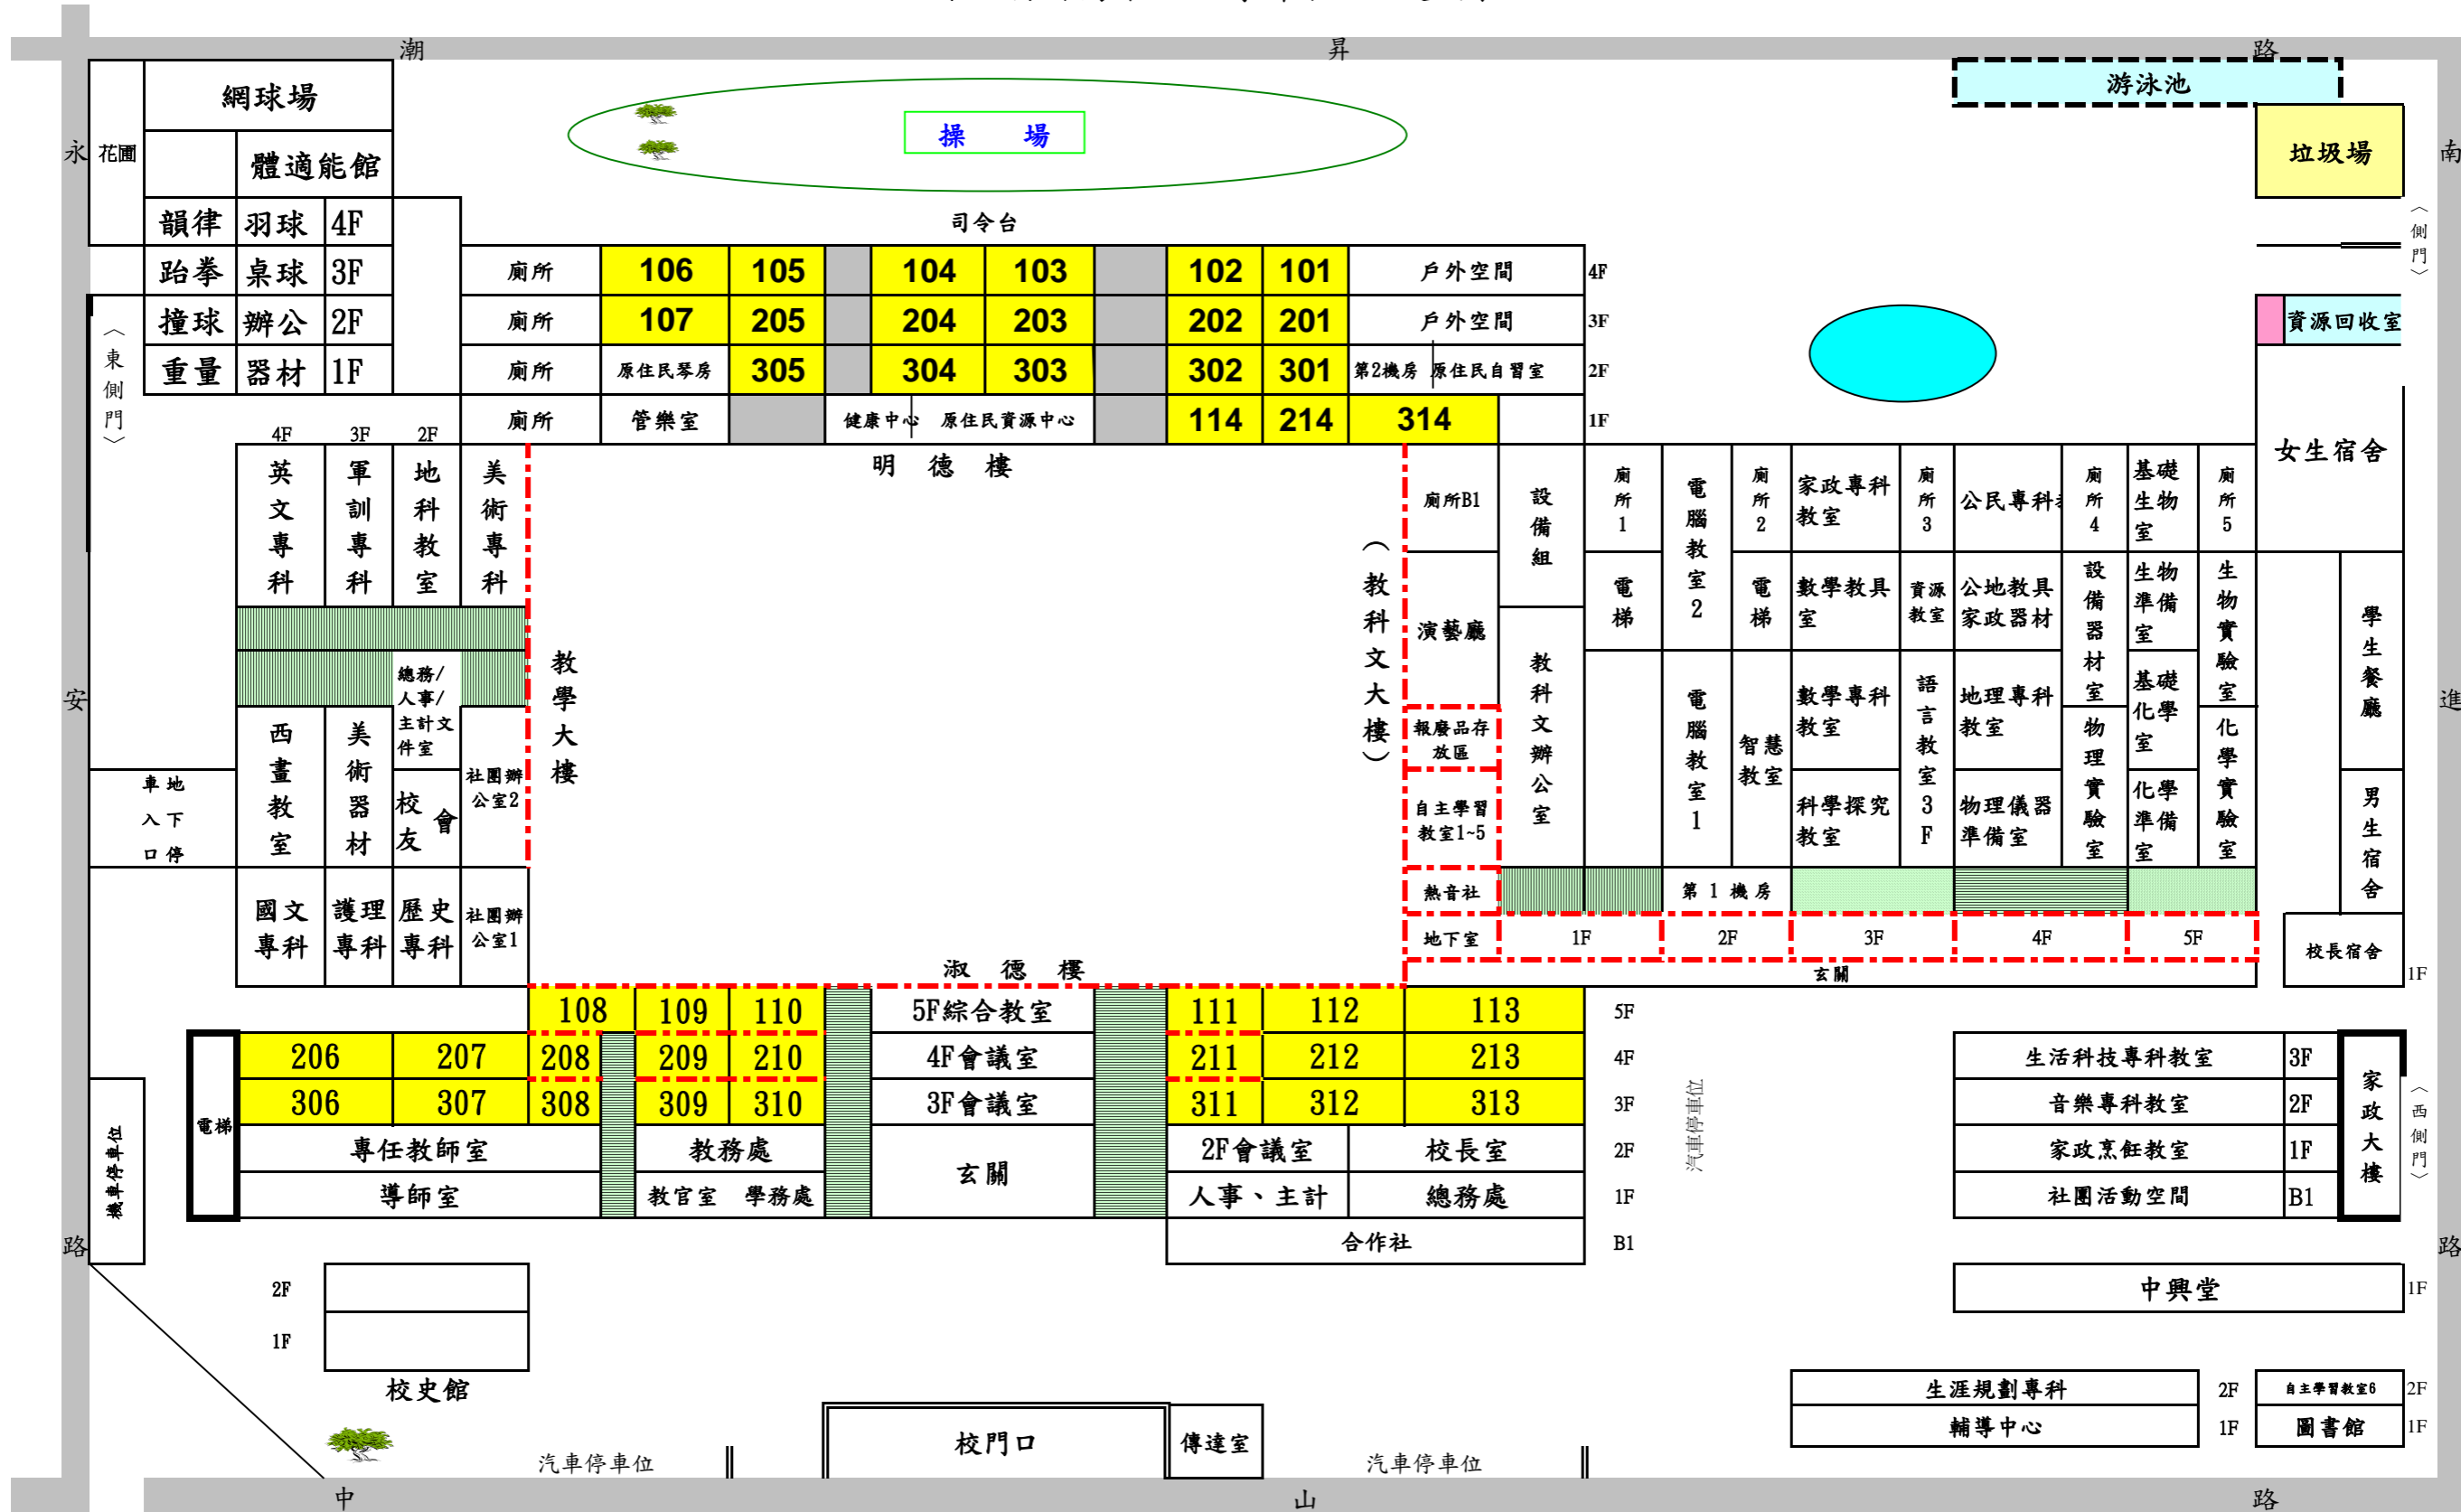 潮 昇 路
永 安 路
南 進 路
中 山 路
網球場
花圃
體適能館
韻律 羽球 4F
跆拳 桌球 3F
撞球 辦公 2F
重量 器材 1F
︿東側門﹀
操 場
司令台
游泳池
垃圾場
︿側門﹀
資源回收室
女生宿舍
廁所 106 105 104 103 102 101 戶外空間 4F
廁所 107 205 204 203 202 201 戶外空間 3F
廁所 原住民琴房 305 304 303 302 301 第2機房 原住民自習室 2F
廁所 管樂室 健康中心 原住民資源中心 114 214 314 1F
明 德 樓
4F 3F 2F
英文專科
軍訓專科
地科教室
美術專科
總務/
人事/
主計文
件室
西畫教室
美術器材
校友會
社團辦
公室2
車地
入下
口停
國文
專科
護理
專科
歷史
專科
社團辦
公室1
教學大樓
（教科文大樓）
廁所B1
演藝廳
報廢品存
放區
自主學習
教室1~5
熱音社
地下室
設備組
教科文辦公室
廁所1
電梯
電腦教室2
電腦教室1
廁所2
電梯
智慧
教室
第 1 機房
家政專科
教室
數學教具
室
數學專科
教室
科學探究
教室
廁所3
資源
教室
語言教室3F
公民專科
公地教具
家政器材
地理專科
教室
物理儀器
準備室
廁所4
設備器材室
物理實驗室
基礎
生物
室
生物
準備
室
基礎
化學
室
化學
準備
室
廁所5
生物實驗室
化學實驗室
1F 2F 3F 4F 5F
玄關
學生餐廳
男生宿舍
校長宿舍 1F
淑 德 樓
108 109 110 5F綜合教室 111 112 113 5F
206 207 208 209 210 4F會議室 211 212 213 4F
306 307 308 309 310 3F會議室 311 312 313 3F
電梯
專任教師室 教務處 玄關 2F會議室 校長室 2F
導師室 教官室 學務處 人事、主計 總務處 1F
合作社 B1
機車停車位
汽車停車位
生活科技專科教室 3F
音樂專科教室 2F
家政烹飪教室 1F
社團活動空間 B1
家政大樓
︿西側門﹀
中興堂 1F
2F
1F
校史館
生涯規劃專科 2F 自主學習教室6 2F
輔導中心 1F 圖書館 1F
汽車停車位
校門口
傳達室
汽車停車位